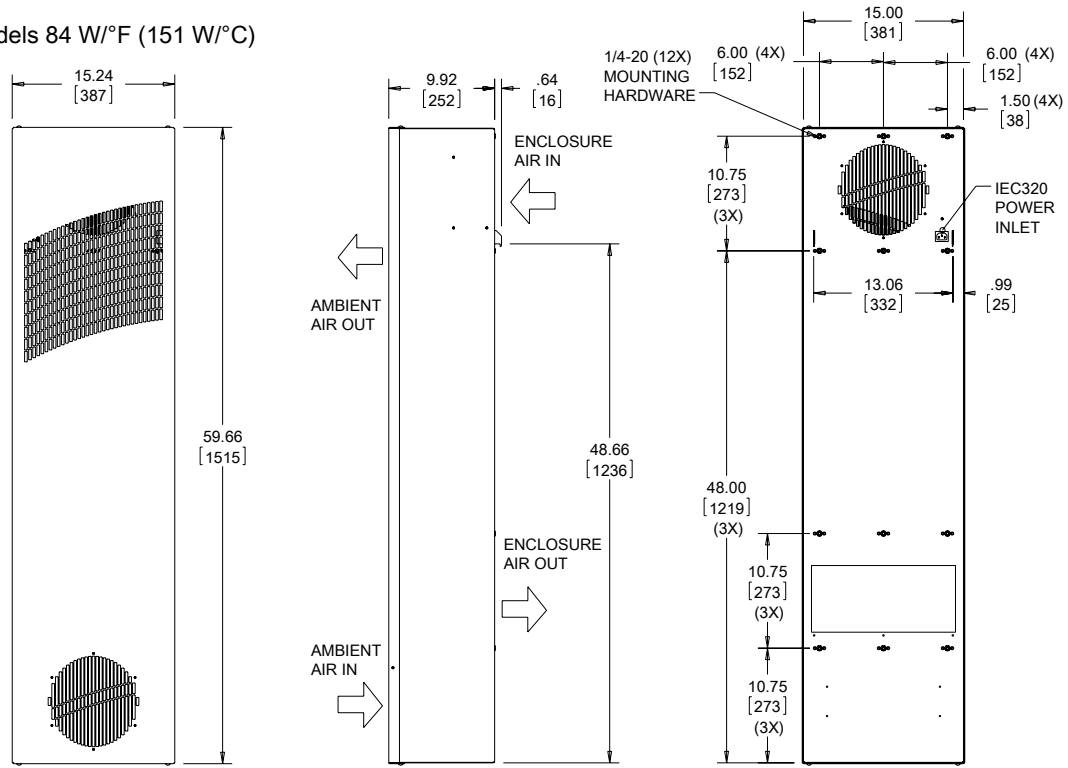 dels 84 W/°F (151 W/°C)
15.24
[387]
59.66
[1515]
9.92
[252]
.64
[16]
ENCLOSURE
AIR IN
AMBIENT
AIR OUT
48.66
[1236]
ENCLOSURE
AIR OUT
AMBIENT
AIR IN
15.00
[381]
1/4-20 (12X)
MOUNTING
HARDWARE
6.00 (4X)
[152]
6.00 (4X)
[152]
1.50 (4X)
[38]
10.75
[273]
(3X)
IEC320
POWER
INLET
13.06
[332]
.99
[25]
48.00
[1219]
(3X)
10.75
[273]
(3X)
10.75
[273]
(3X)